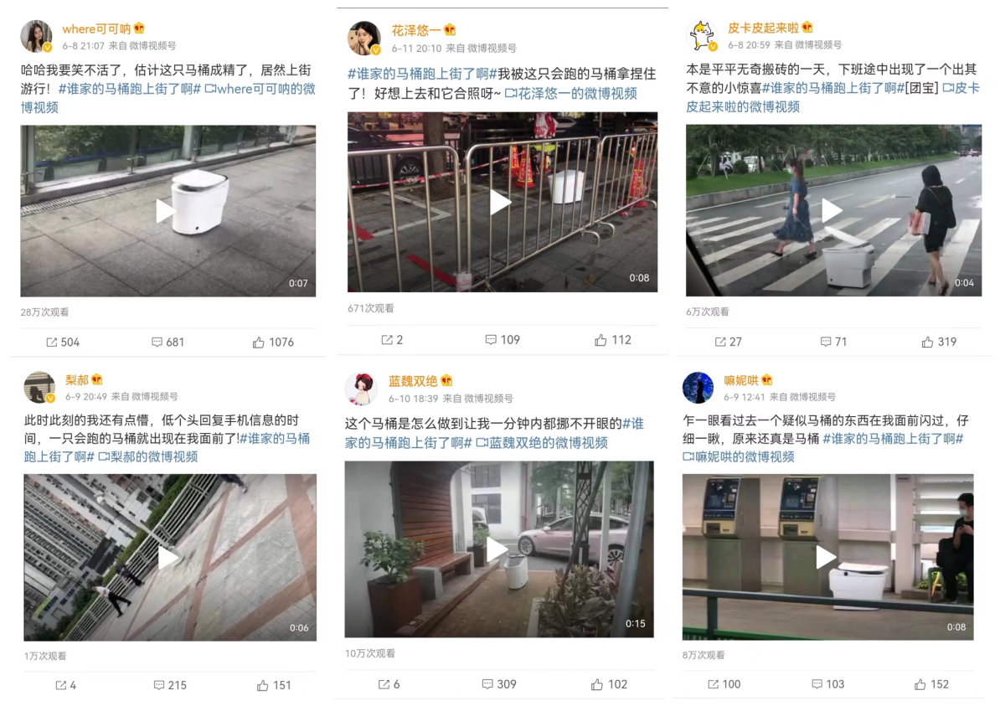 where可可呐
6-8 21:07 来自 微博视频号
哈哈我要笑不活了，估计这只马桶成精了，居然上街
游行！#谁家的马桶跑上街了啊# where可可呐的微
博视频
0:07
28万次观看
504
681
1076
花泽悠一
6-11 20:10 来自 微博视频号
#谁家的马桶跑上街了啊#我被这只会跑的马桶拿捏住
了！好想上去和它合照呀~ 花泽悠一的微博视频
0:08
671次观看
2
109
112
皮卡皮起来啦
6-8 20:59 来自 微博视频号
本是平平无奇搬砖的一天，下班途中出现了一个出其
不意的小惊喜#谁家的马桶跑上街了啊#[团宝] 皮卡
皮起来啦的微博视频
0:04
6万次观看
27
71
319
梨郝
6-9 20:49 来自 微博视频号
此时此刻的我还有点懵，低个头回复手机信息的时
间，一只会跑的马桶就出现在我面前了!#谁家的马桶
跑上街了啊# 梨郝的微博视频
0:06
1万次观看
4
215
151
蓝魏双绝
6-10 18:39 来自 微博视频号
这个马桶是怎么做到让我一分钟内都挪不开眼的#谁
家的马桶跑上街了啊# 蓝魏双绝的微博视频
0:15
10万次观看
6
309
102
嘛妮哄
6-9 12:41 来自 微博视频号
乍一眼看过去一个疑似马桶的东西在我面前闪过，仔
细一瞅，原来还真是马桶 #谁家的马桶跑上街了啊#
嘛妮哄的微博视频
0:08
8万次观看
100
103
152